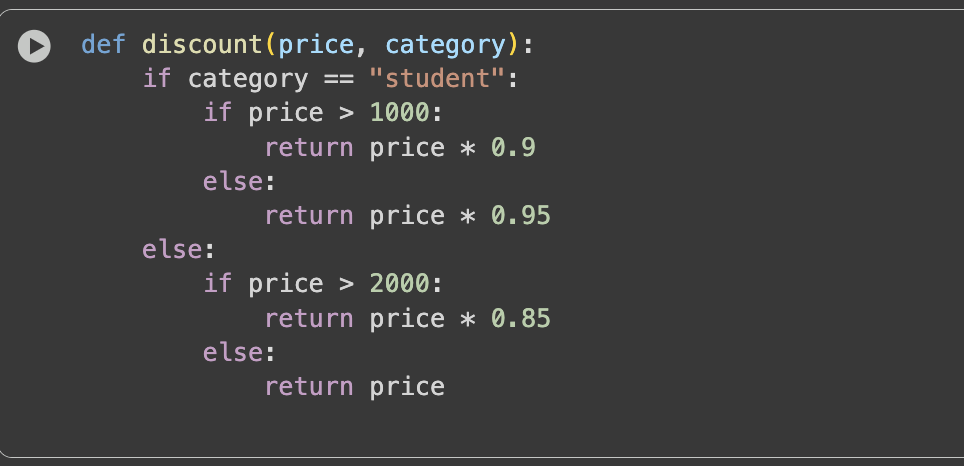 def discount(price, category):
    if category == "student":
        if price > 1000:
            return price * 0.9
        else:
            return price * 0.95
    else:
        if price > 2000:
            return price * 0.85
        else:
            return price